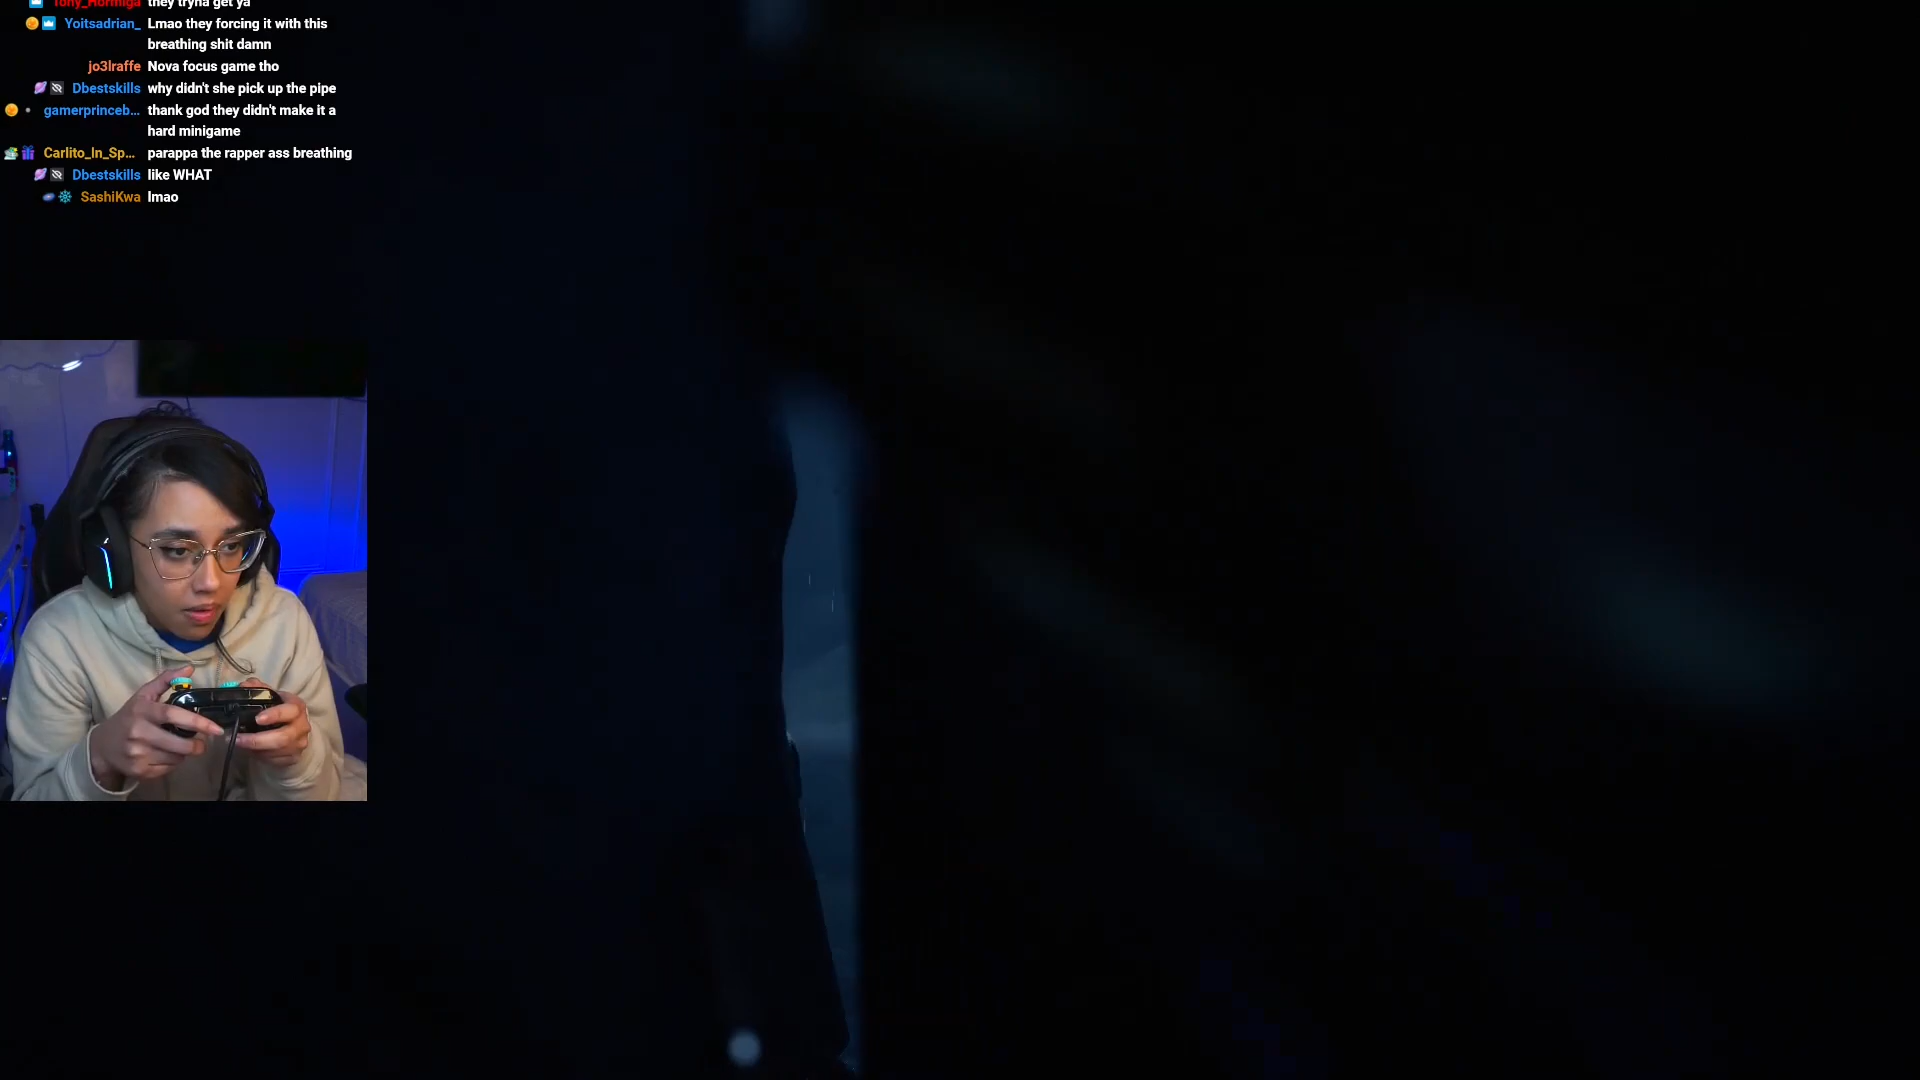 Tony_Hormiga they tryna get ya
Yoitsadrian_ Lmao they forcing it with this
breathing shit damn
jo3lraffe Nova focus game tho
Dbestskills why didn't she pick up the pipe
gamerprinceb... thank god they didn't make it a
hard minigame
Carlito_In_Sp... parappa the rapper ass breathing
Dbestskills like WHAT
SashiKwa lmao